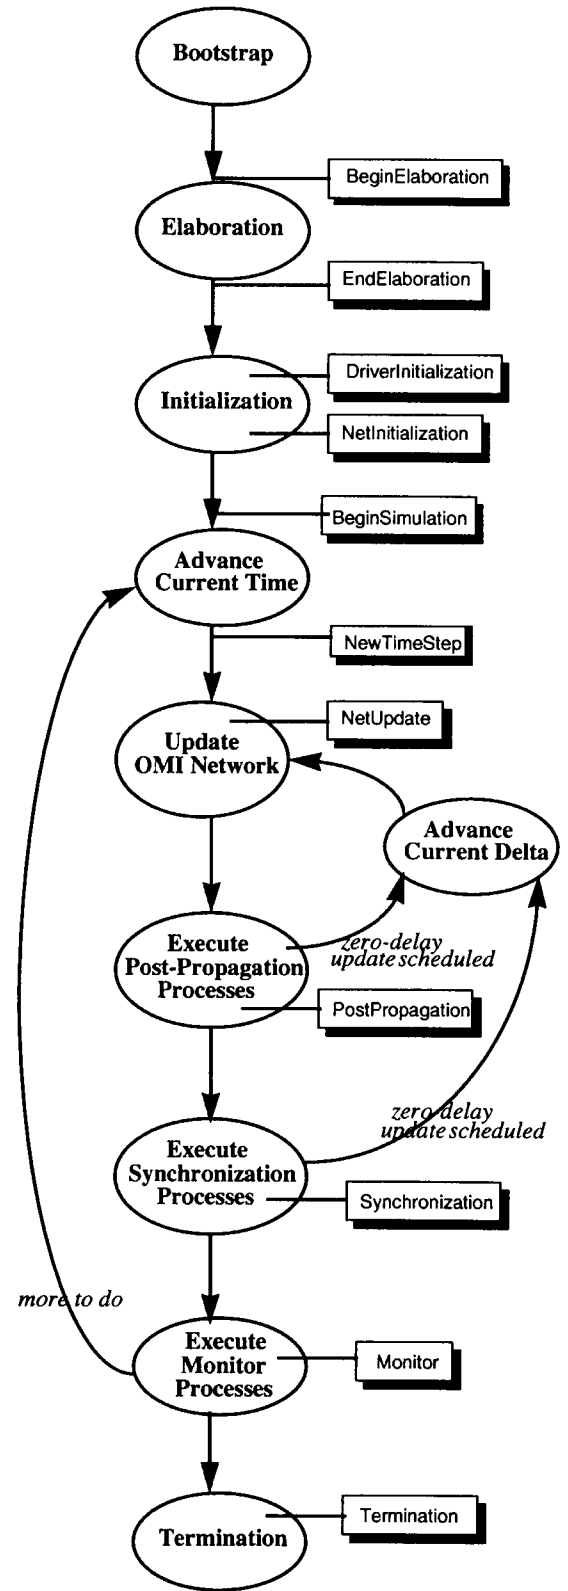 Bootstrap
BeginElaboration
Elaboration
EndElaboration
DriverInitialization
Initialization
NetInitialization
BeginSimulation
Advance
Current Time
NewTimeStep
NetUpdate
Update
OMI Network
Advance
Current Delta
Execute
Post-Propagation
Processes
zero-delay
update scheduled
PostPropagation
zero-delay
update scheduled
Execute
Synchronization
Processes
Synchronization
more to do
Execute
Monitor
Processes
Monitor
Termination
Termination